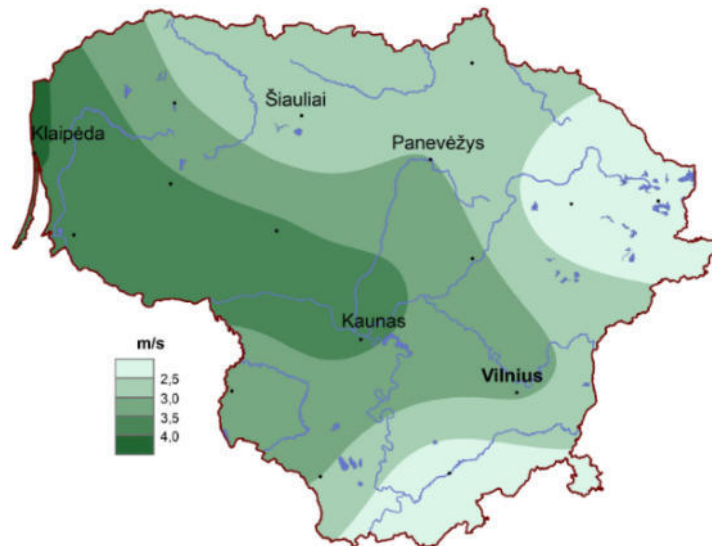 Šiauliai
Klaipėda
Panevėžys
Kaunas
Vilnius
m/s
2,5
3,0
3,5
4,0